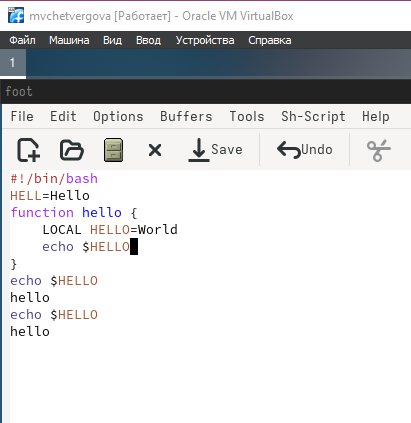 mvchetvergova [Работает] - Oracle VM VirtualBox
Файл Машина Вид Ввод Устройства Справка
1
foot
File Edit Options Buffers Tools Sh-Script Help
Save Undo
#!/bin/bash
HELL=Hello
function hello {
    LOCAL HELLO=World
    echo $HELLO
}
echo $HELLO
hello
echo $HELLO
hello